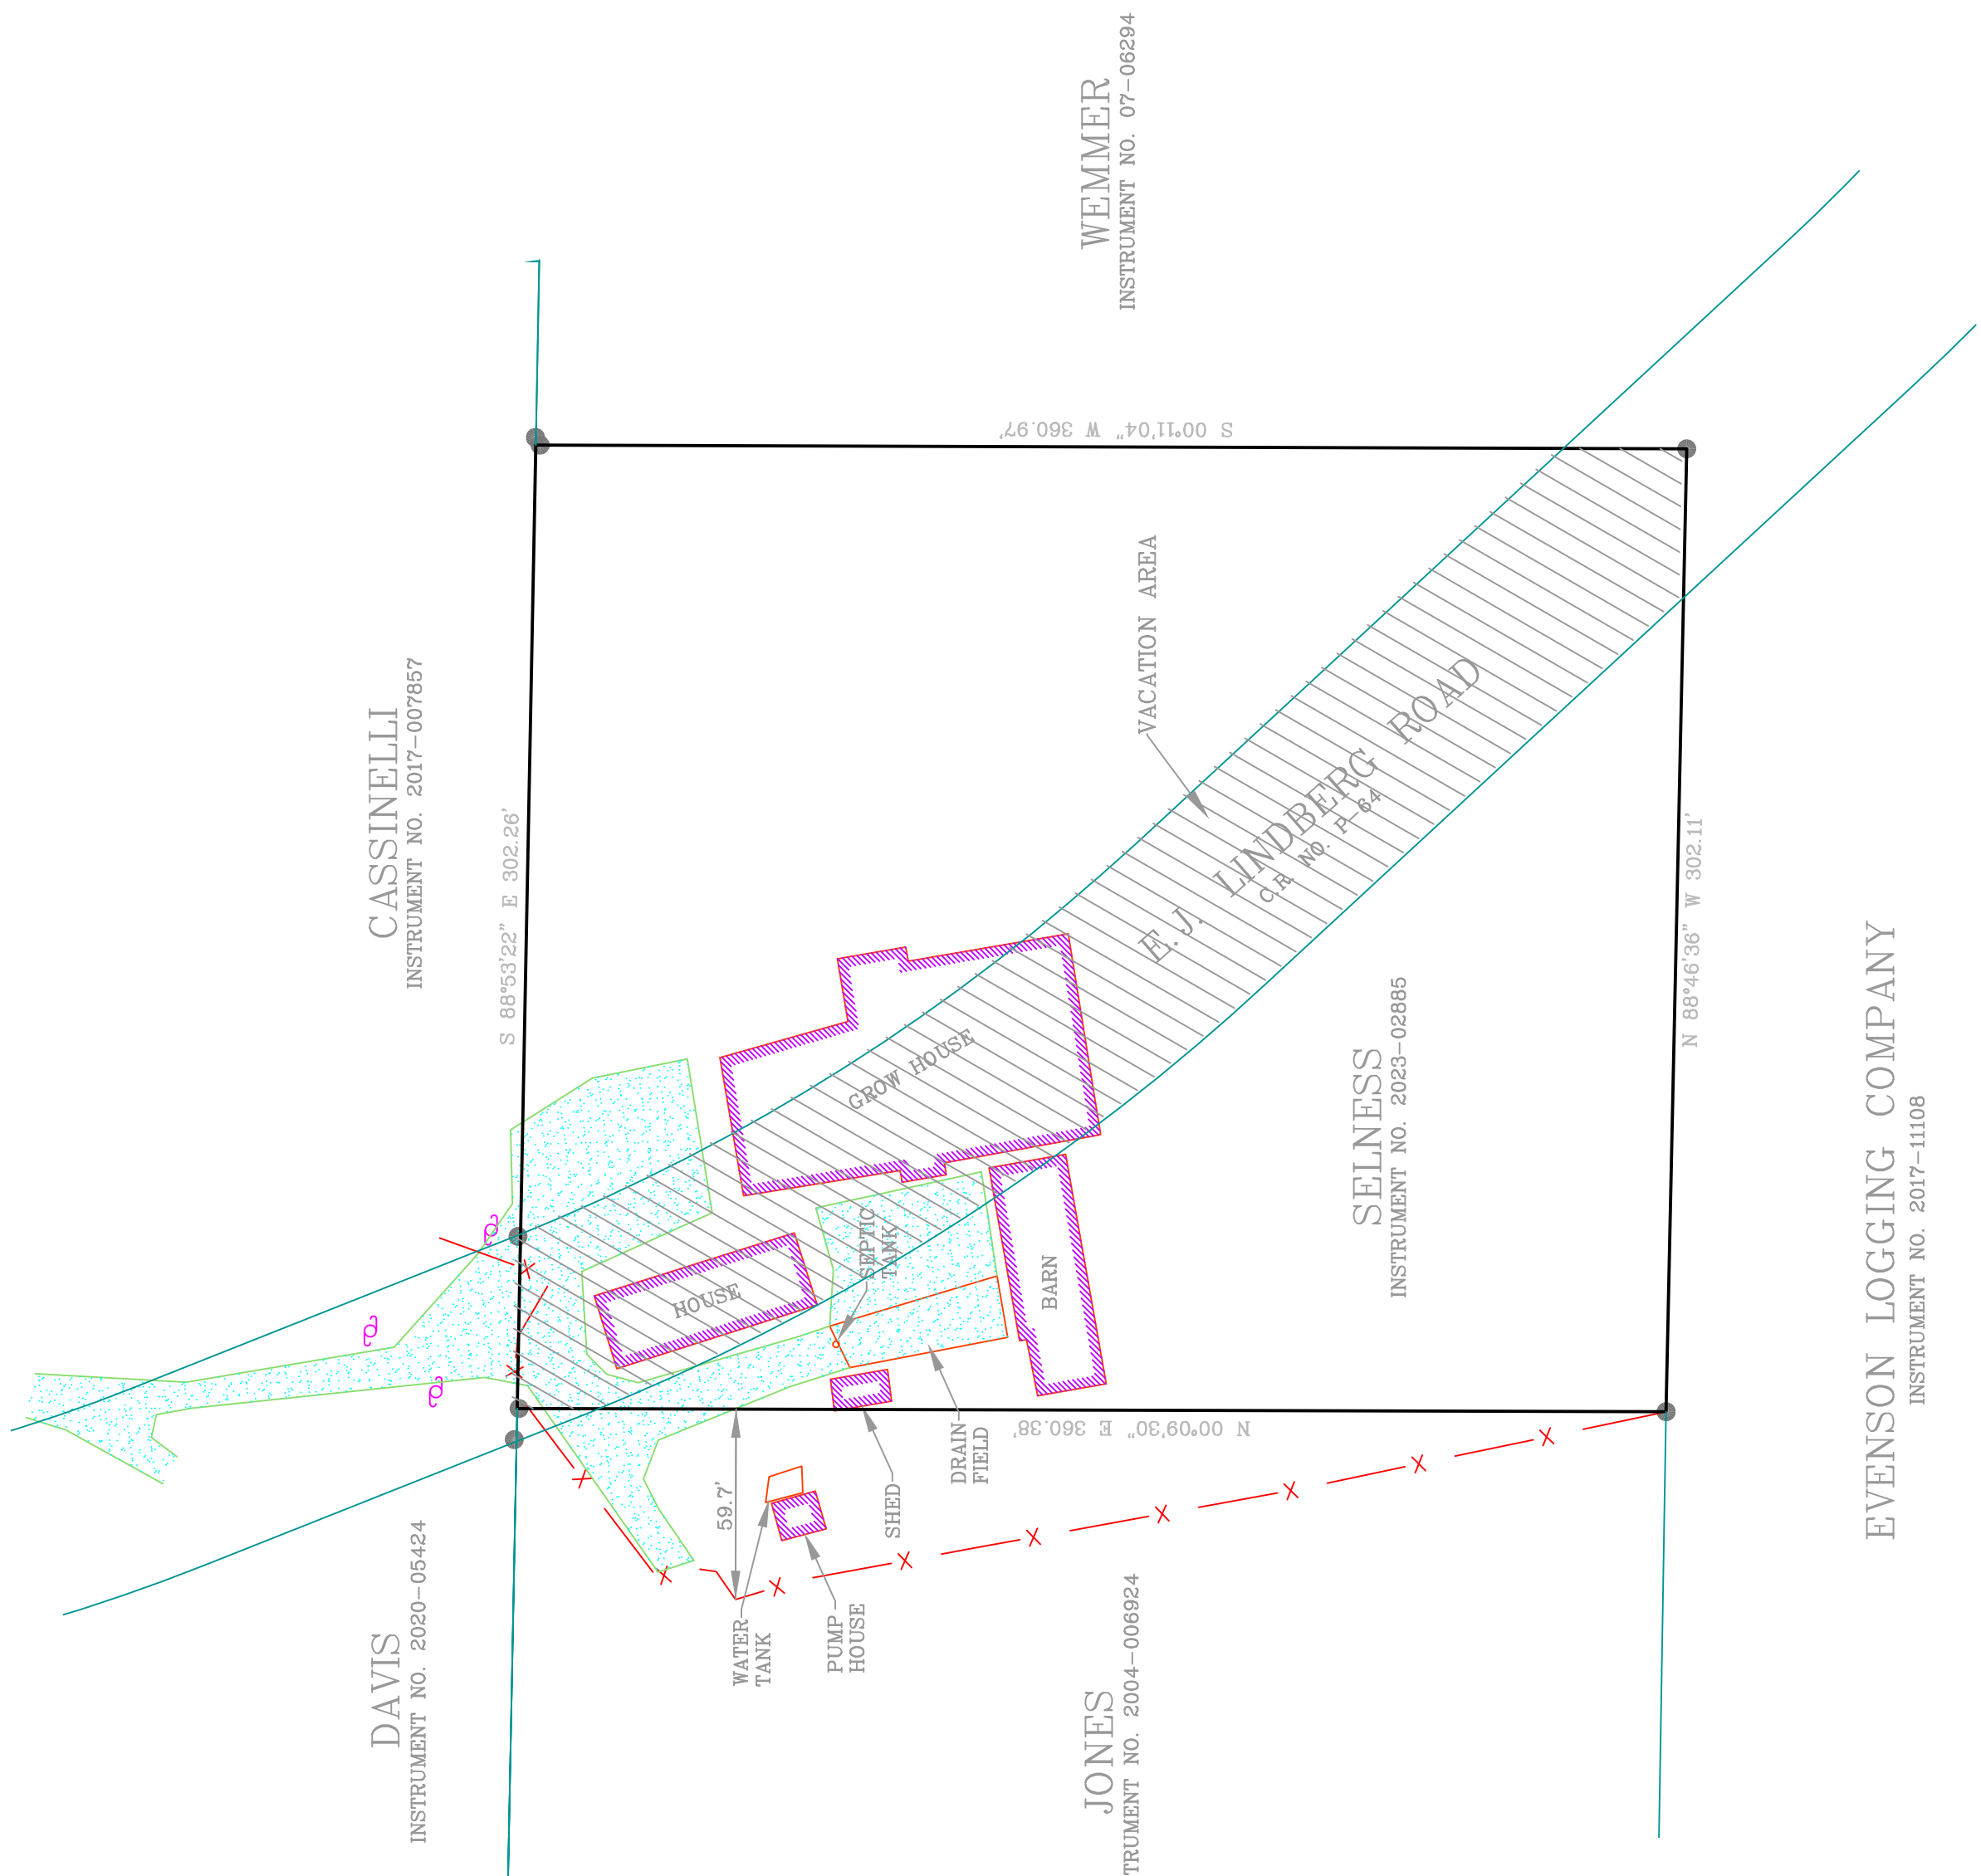 WEMMER
INSTRUMENT NO. 07-06294
S 00°11'04" W 360.97'
CASSINELLI
INSTRUMENT NO. 2017-007857
S 88°53'22" E 302.26'
VACATION AREA
E.J. LINDBERG ROAD
C.R. NO. P-64
N 88°46'36" W 302.11'
GROW HOUSE
SELNESS
INSTRUMENT NO. 2023-02885
EVENSON LOGGING COMPANY
INSTRUMENT NO. 2017-11108
SEPTIC
TANK
HOUSE
BARN
N 00°09'30" E 360.38'
DRAIN
FIELD
SHED
59.7'
WATER
TANK
PUMP
HOUSE
DAVIS
INSTRUMENT NO. 2020-05424
JONES
TRUMENT NO. 2004-006924